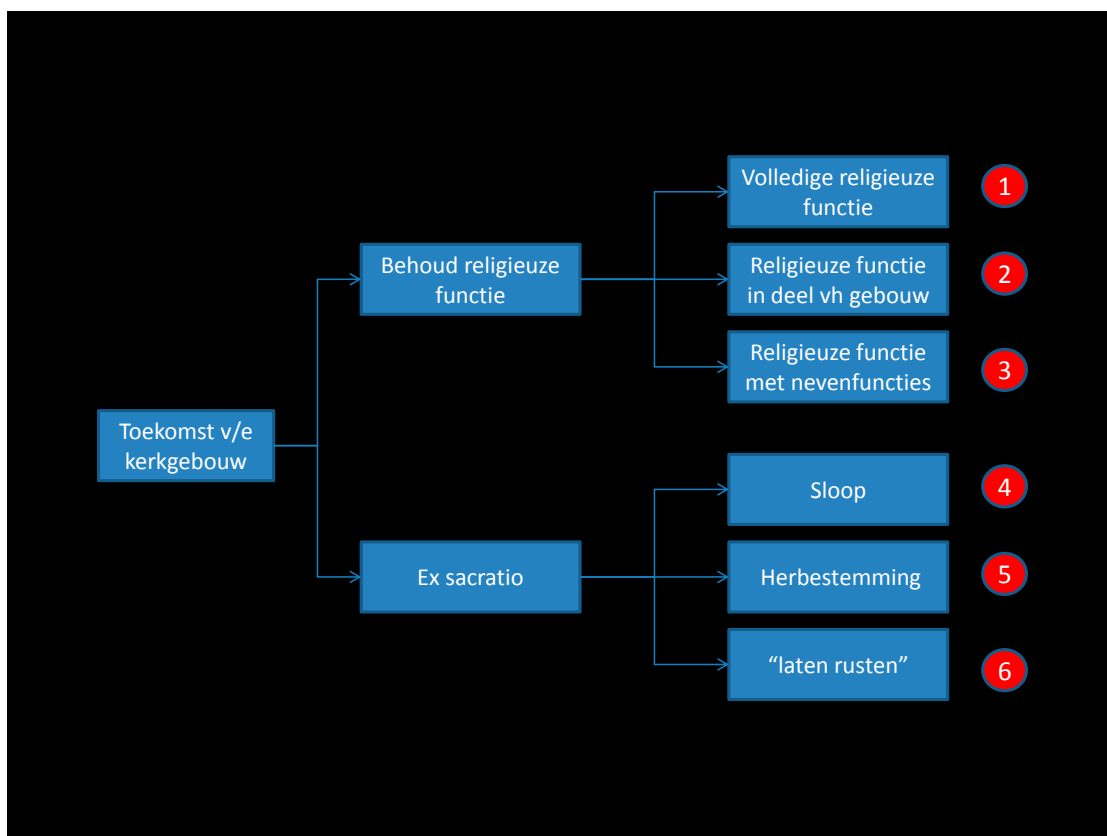 Volledige religieuze
functie
1
Behoud religieuze
functie
Religieuze functie
in deel vh gebouw
2
Religieuze functie
met nevenfuncties
3
Toekomst v/e
kerkgebouw
Sloop
4
Ex sacratio
Herbestemming
5
“laten rusten”
6